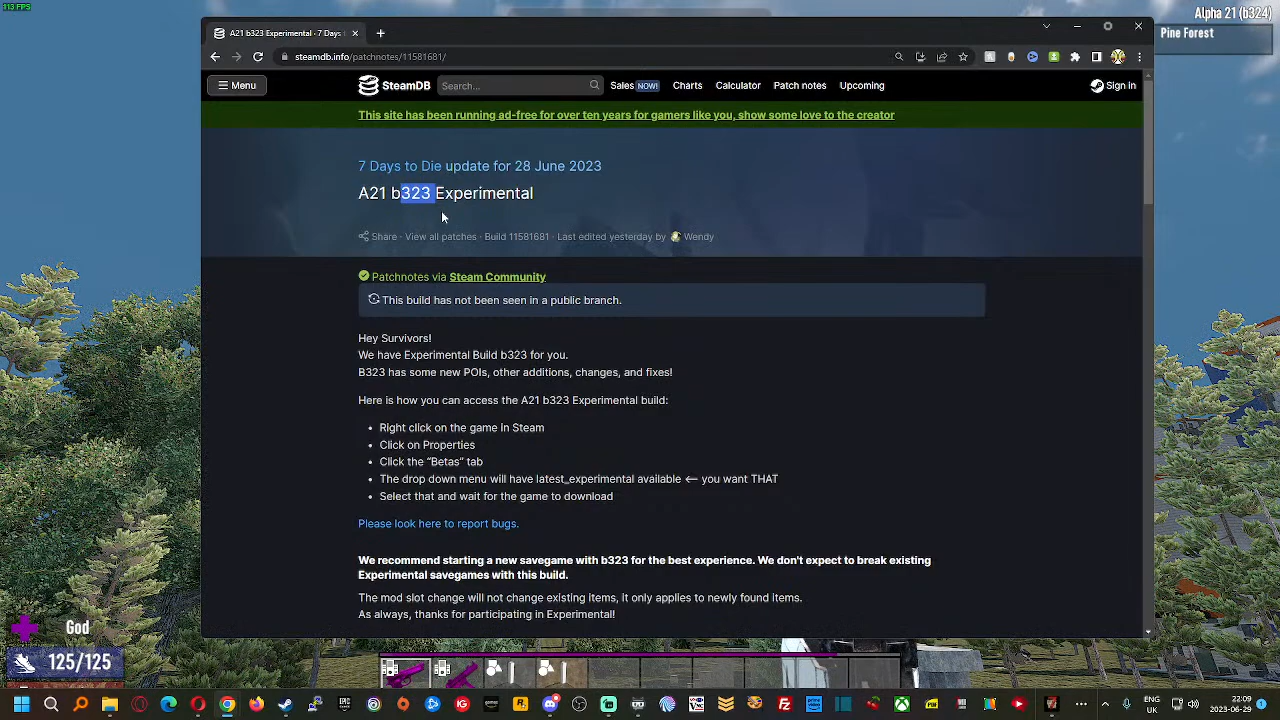 113 FPS
Alpha 21 (b324)
Pine Forest
A21 b323 Experimental · 7 Days
steamdb.info/patchnotes/11581681/
Menu
SteamDB
Search...
Sales NOW!
Charts
Calculator
Patch notes
Upcoming
Sign in
This site has been running ad-free for over ten years for gamers like you, show some love to the creator
7 Days to Die update for 28 June 2023
A21 b323 Experimental
Share · View all patches · Build 11581681 · Last edited yesterday by Wendy
Patchnotes via Steam Community
This build has not been seen in a public branch.
Hey Survivors!
We have Experimental Build b323 for you.
B323 has some new POIs, other additions, changes, and fixes!
Here is how you can access the A21 b323 Experimental build:
• Right click on the game in Steam
• Click on Properties
• Click the “Betas” tab
• The drop down menu will have latest_experimental available <— you want THAT
• Select that and wait for the game to download
Please look here to report bugs.
We recommend starting a new savegame with b323 for the best experience. We don't expect to break existing
Experimental savegames with this build.
The mod slot change will not change existing items, It only applies to newly found items.
As always, thanks for participating in Experimental!
God
125/125
ENG
UK
22:09
2023-06-29